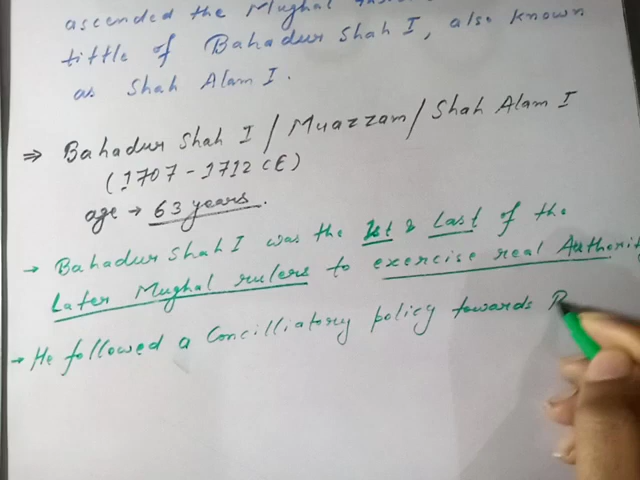 ascended the Mughal
tittle of Bahadur Shah I, also known
as Shah Alam I.
⇒ Bahadur Shah I / Muazzam / Shah Alam I
(1707 - 1712 CE)
age → 63 years.
→ Bahadur Shah I was the 1st & Last of the
Later Mughal rulers to exercise real Authority
→ He followed a Concilliatory policy towards